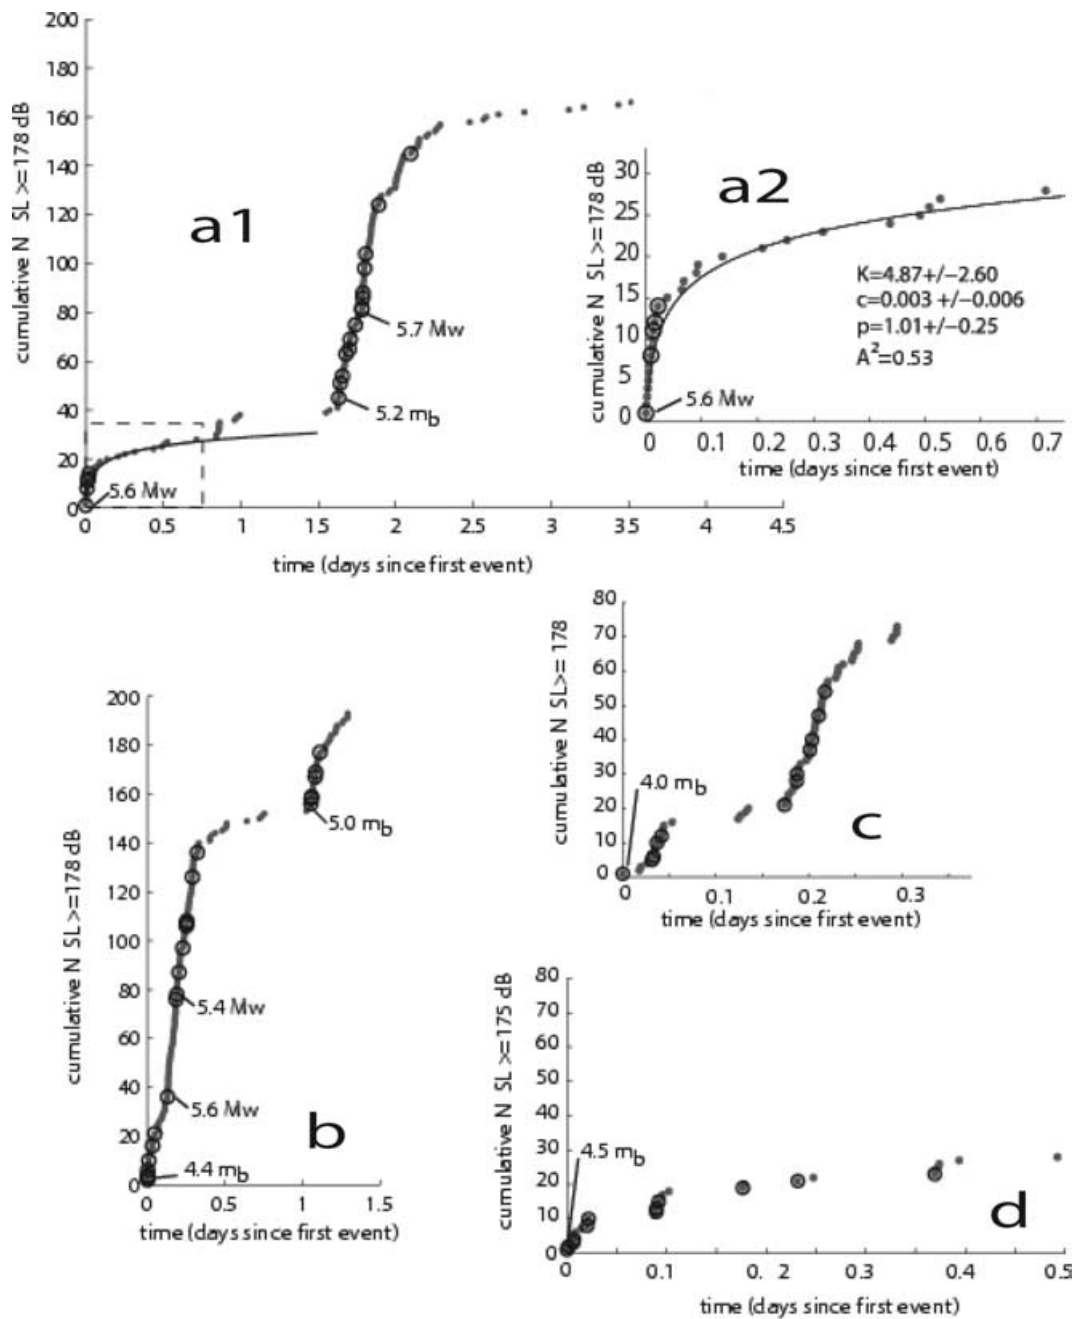 200
180
160
140
120
100
80
60
40
20
0
cumulative N SL >=178 dB
a1
5.7 Mw
5.2 mb
5.6 Mw
0 0.5 1 1.5 2 2.5 3 3.5 4 4.5
time (days since first event)
30
25
20
15
10
5
0
cumulative N SL >=178 dB
a2
K=4.87+/−2.60
c=0.003 +/−0.006
p=1.01+/−0.25
A²=0.53
5.6 Mw
0 0.1 0.2 0.3 0.4 0.5 0.6 0.7
time (days since first event)
200
180
160
140
120
100
80
60
40
20
0
cumulative N SL >=178 dB
5.0 mb
5.4 Mw
5.6 Mw
4.4 mb
b
0 0.5 1 1.5
time (days since first event)
80
70
60
50
40
30
20
10
0
cumulative N SL >= 178
4.0 mb
c
0 0.1 0.2 0.3
time (days since first event)
80
70
60
50
40
30
20
10
0
cumulative N SL >=175 dB
4.5 mb
d
0 0.1 0. 2 0.3 0.4 0.5
time (days since first event)